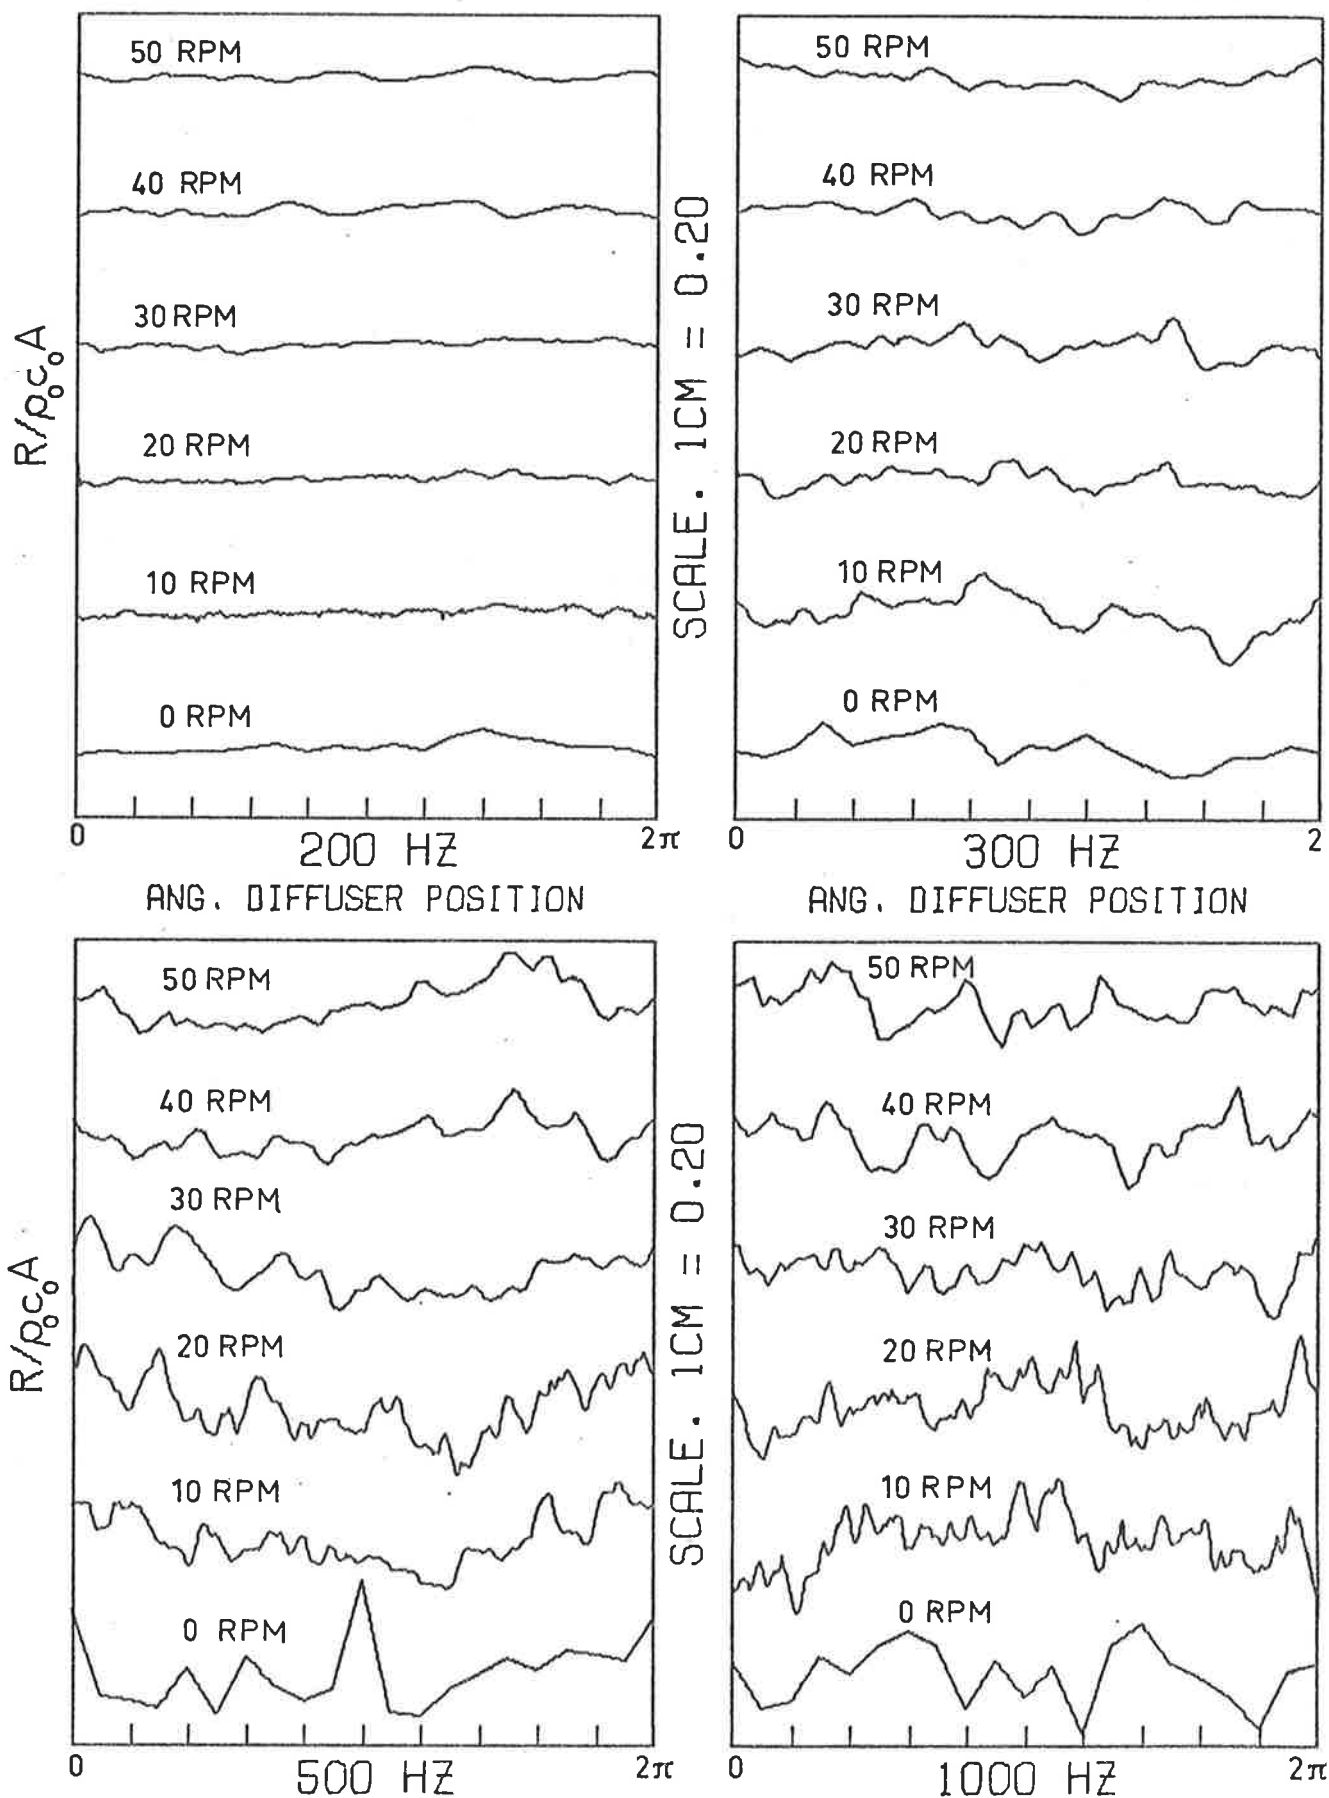 50 RPM
40 RPM
30 RPM
20 RPM
10 RPM
0 RPM
R/ρ₀c₀A
0
2π
200 HZ
ANG. DIFFUSER POSITION
SCALE. 1CM = 0.20
50 RPM
40 RPM
30 RPM
20 RPM
10 RPM
0 RPM
0
2
300 HZ
ANG. DIFFUSER POSITION
50 RPM
40 RPM
30 RPM
20 RPM
10 RPM
0 RPM
R/ρ₀c₀A
0
2π
500 HZ
SCALE. 1CM = 0.20
50 RPM
40 RPM
30 RPM
20 RPM
10 RPM
0 RPM
0
2π
1000 HZ